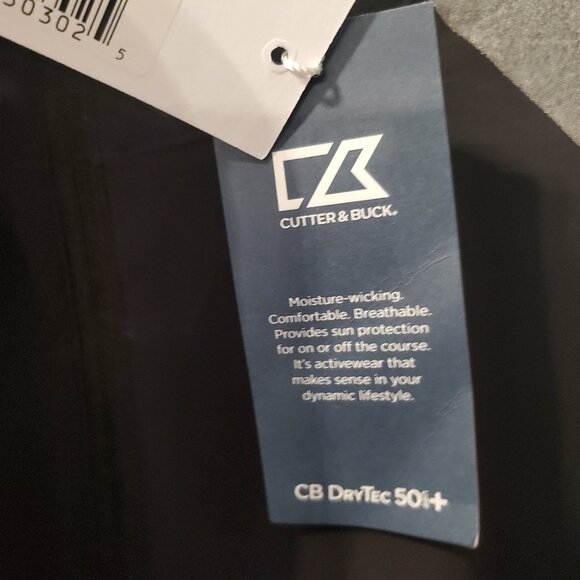 5
CB
CUTTER & BUCK®
Moisture-wicking.
Comfortable. Breathable.
Provides sun protection
for on or off the course.
It's activewear that
makes sense in your
dynamic lifestyle.
CB DRYTEC 50+